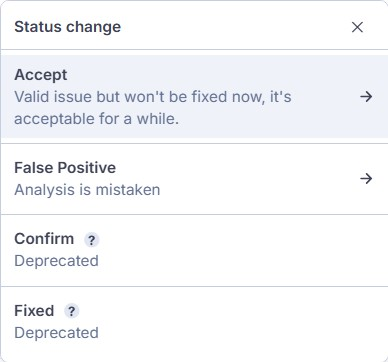 Status change
Accept
Valid issue but won't be fixed now, it's
acceptable for a while.
False Positive
Analysis is mistaken
Confirm ?
Deprecated
Fixed ?
Deprecated